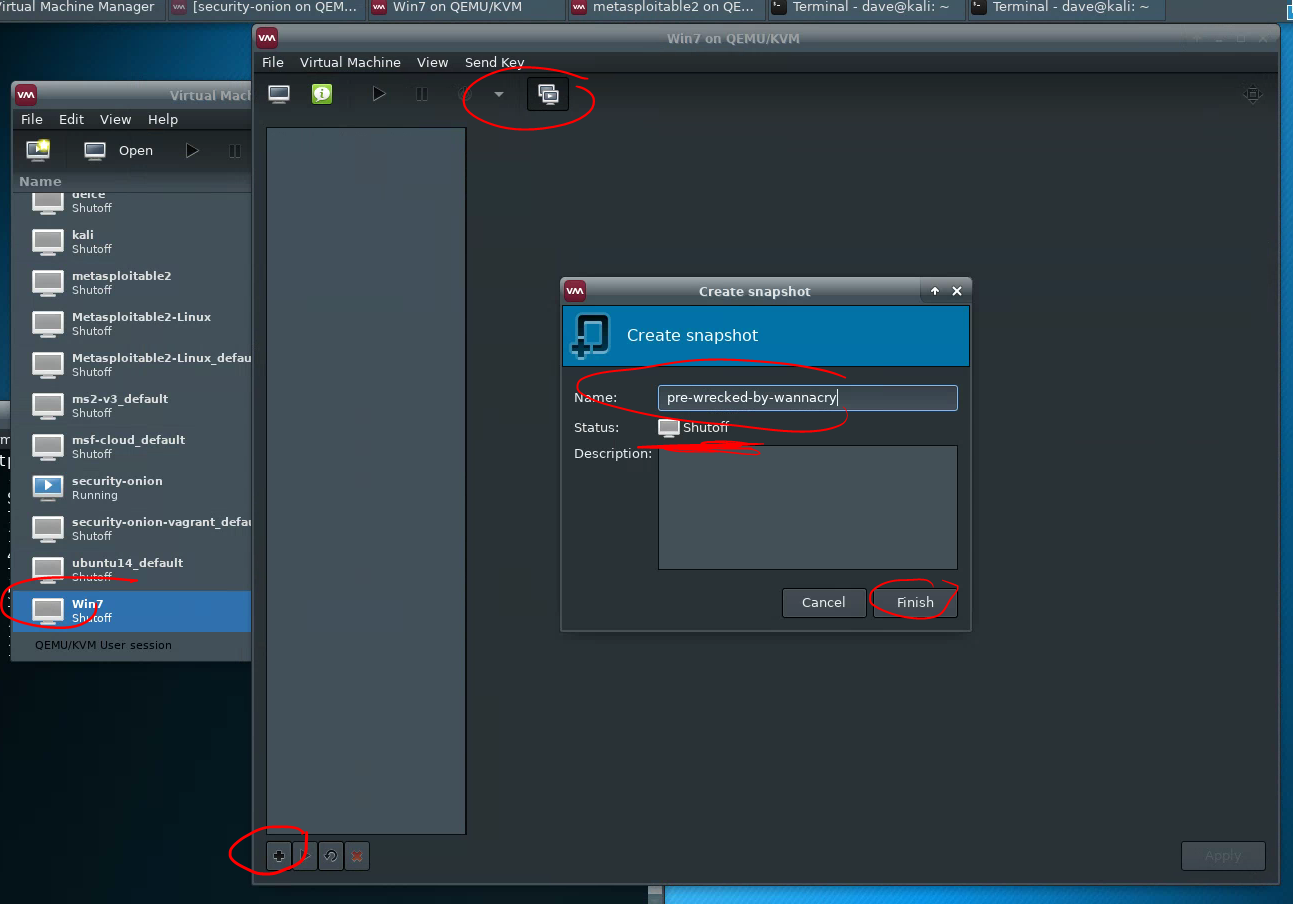 Virtual Machine Manager
[security-onion on QEM...
Win7 on QEMU/KVM
metasploitable2 on QE...
Terminal - dave@kali: ~
Terminal - dave@kali: ~
Win7 on QEMU/KVM
File Virtual Machine View Send Key
Virtual Mach
File Edit View Help
Open
Name
deice
Shutoff
kali
Shutoff
metasploitable2
Shutoff
Metasploitable2-Linux
Shutoff
Metasploitable2-Linux_defau
Shutoff
ms2-v3_default
Shutoff
msf-cloud_default
Shutoff
security-onion
Running
security-onion-vagrant_defau
Shutoff
ubuntu14_default
Shutoff
Win7
Shutoff
QEMU/KVM User session
Create snapshot
Create snapshot
Name: pre-wrecked-by-wannacry
Status: Shutoff
Description:
Cancel Finish
Apply